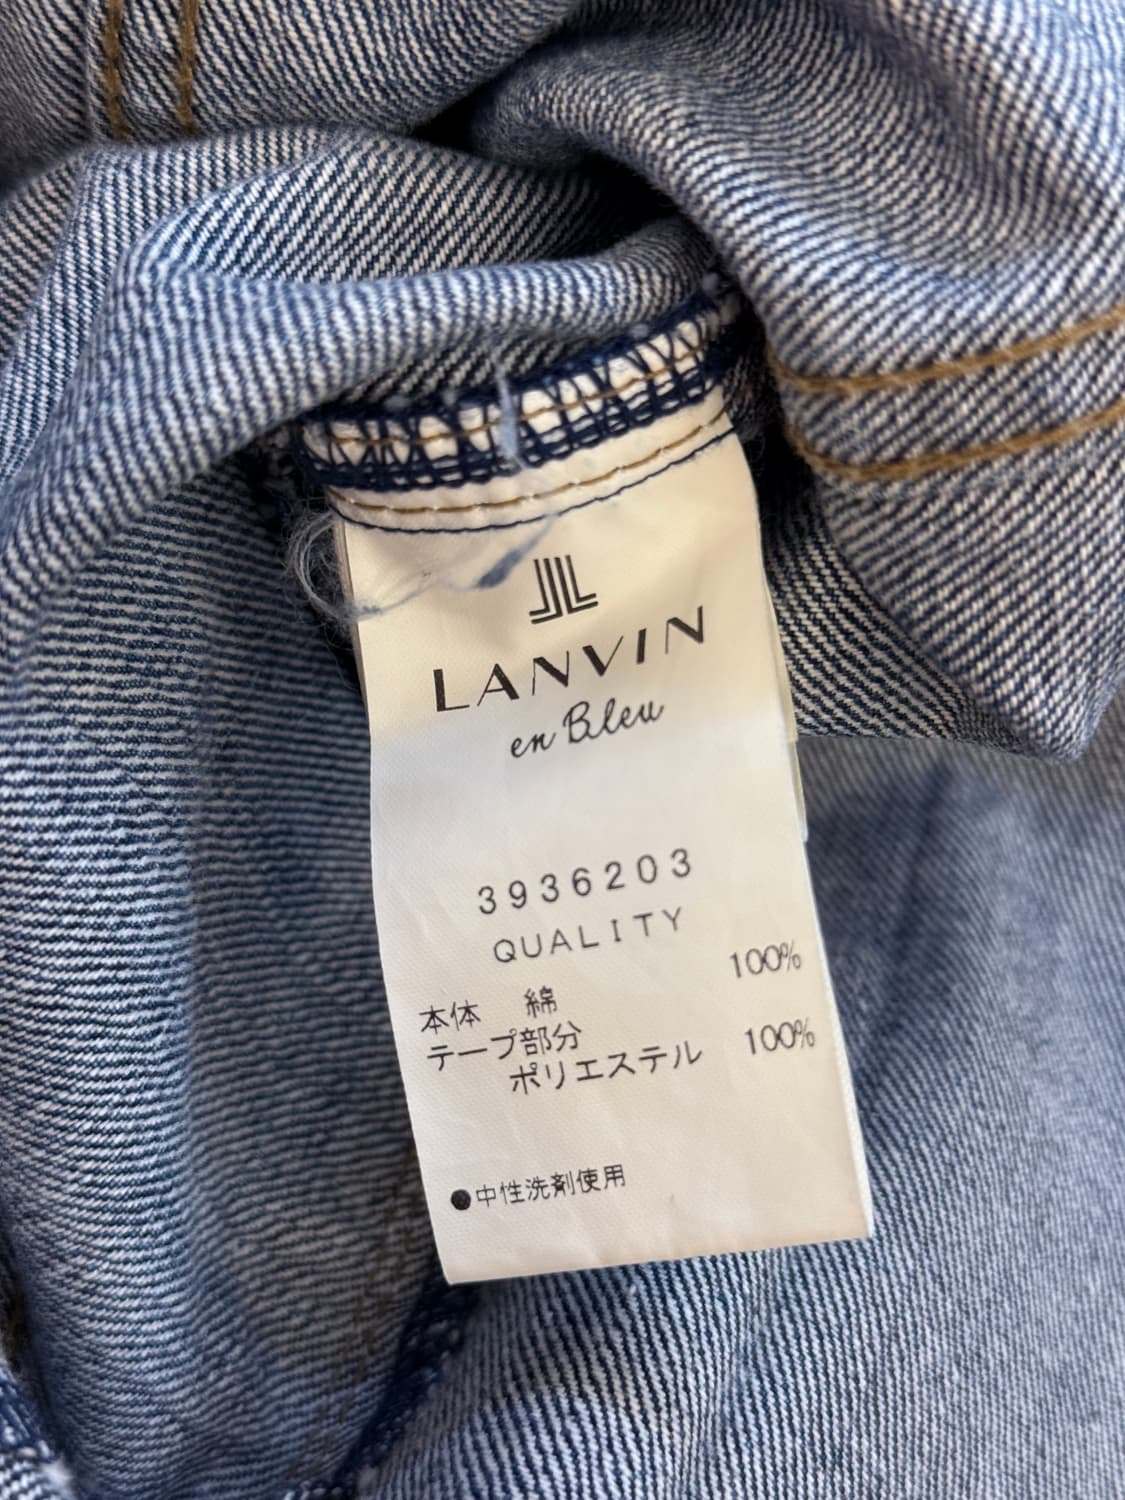 LANVIN
en Bleu
3936203
QUALITY
本体 綿 100%
テープ部分
ポリエステル 100%
●中性洗剤使用